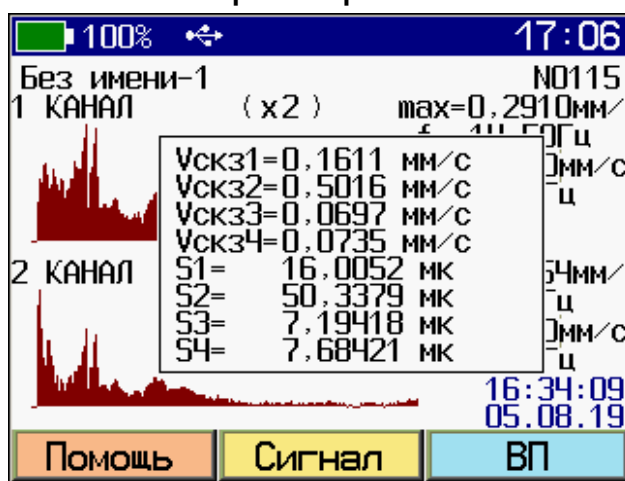 100% 17:06
Без имени-1 N0115
1 КАНАЛ (x2) max=0,2910мм/
Vскз1=0,1611 мм/с
Vскз2=0,5016 мм/с
Vскз3=0,0697 мм/с
Vскз4=0,0735 мм/с
2 КАНАЛ S1= 16,0052 мк
S2= 50,3379 мк
S3= 7,19418 мк
S4= 7,68421 мк
16:34:09
05.08.19
Помощь Сигнал ВП